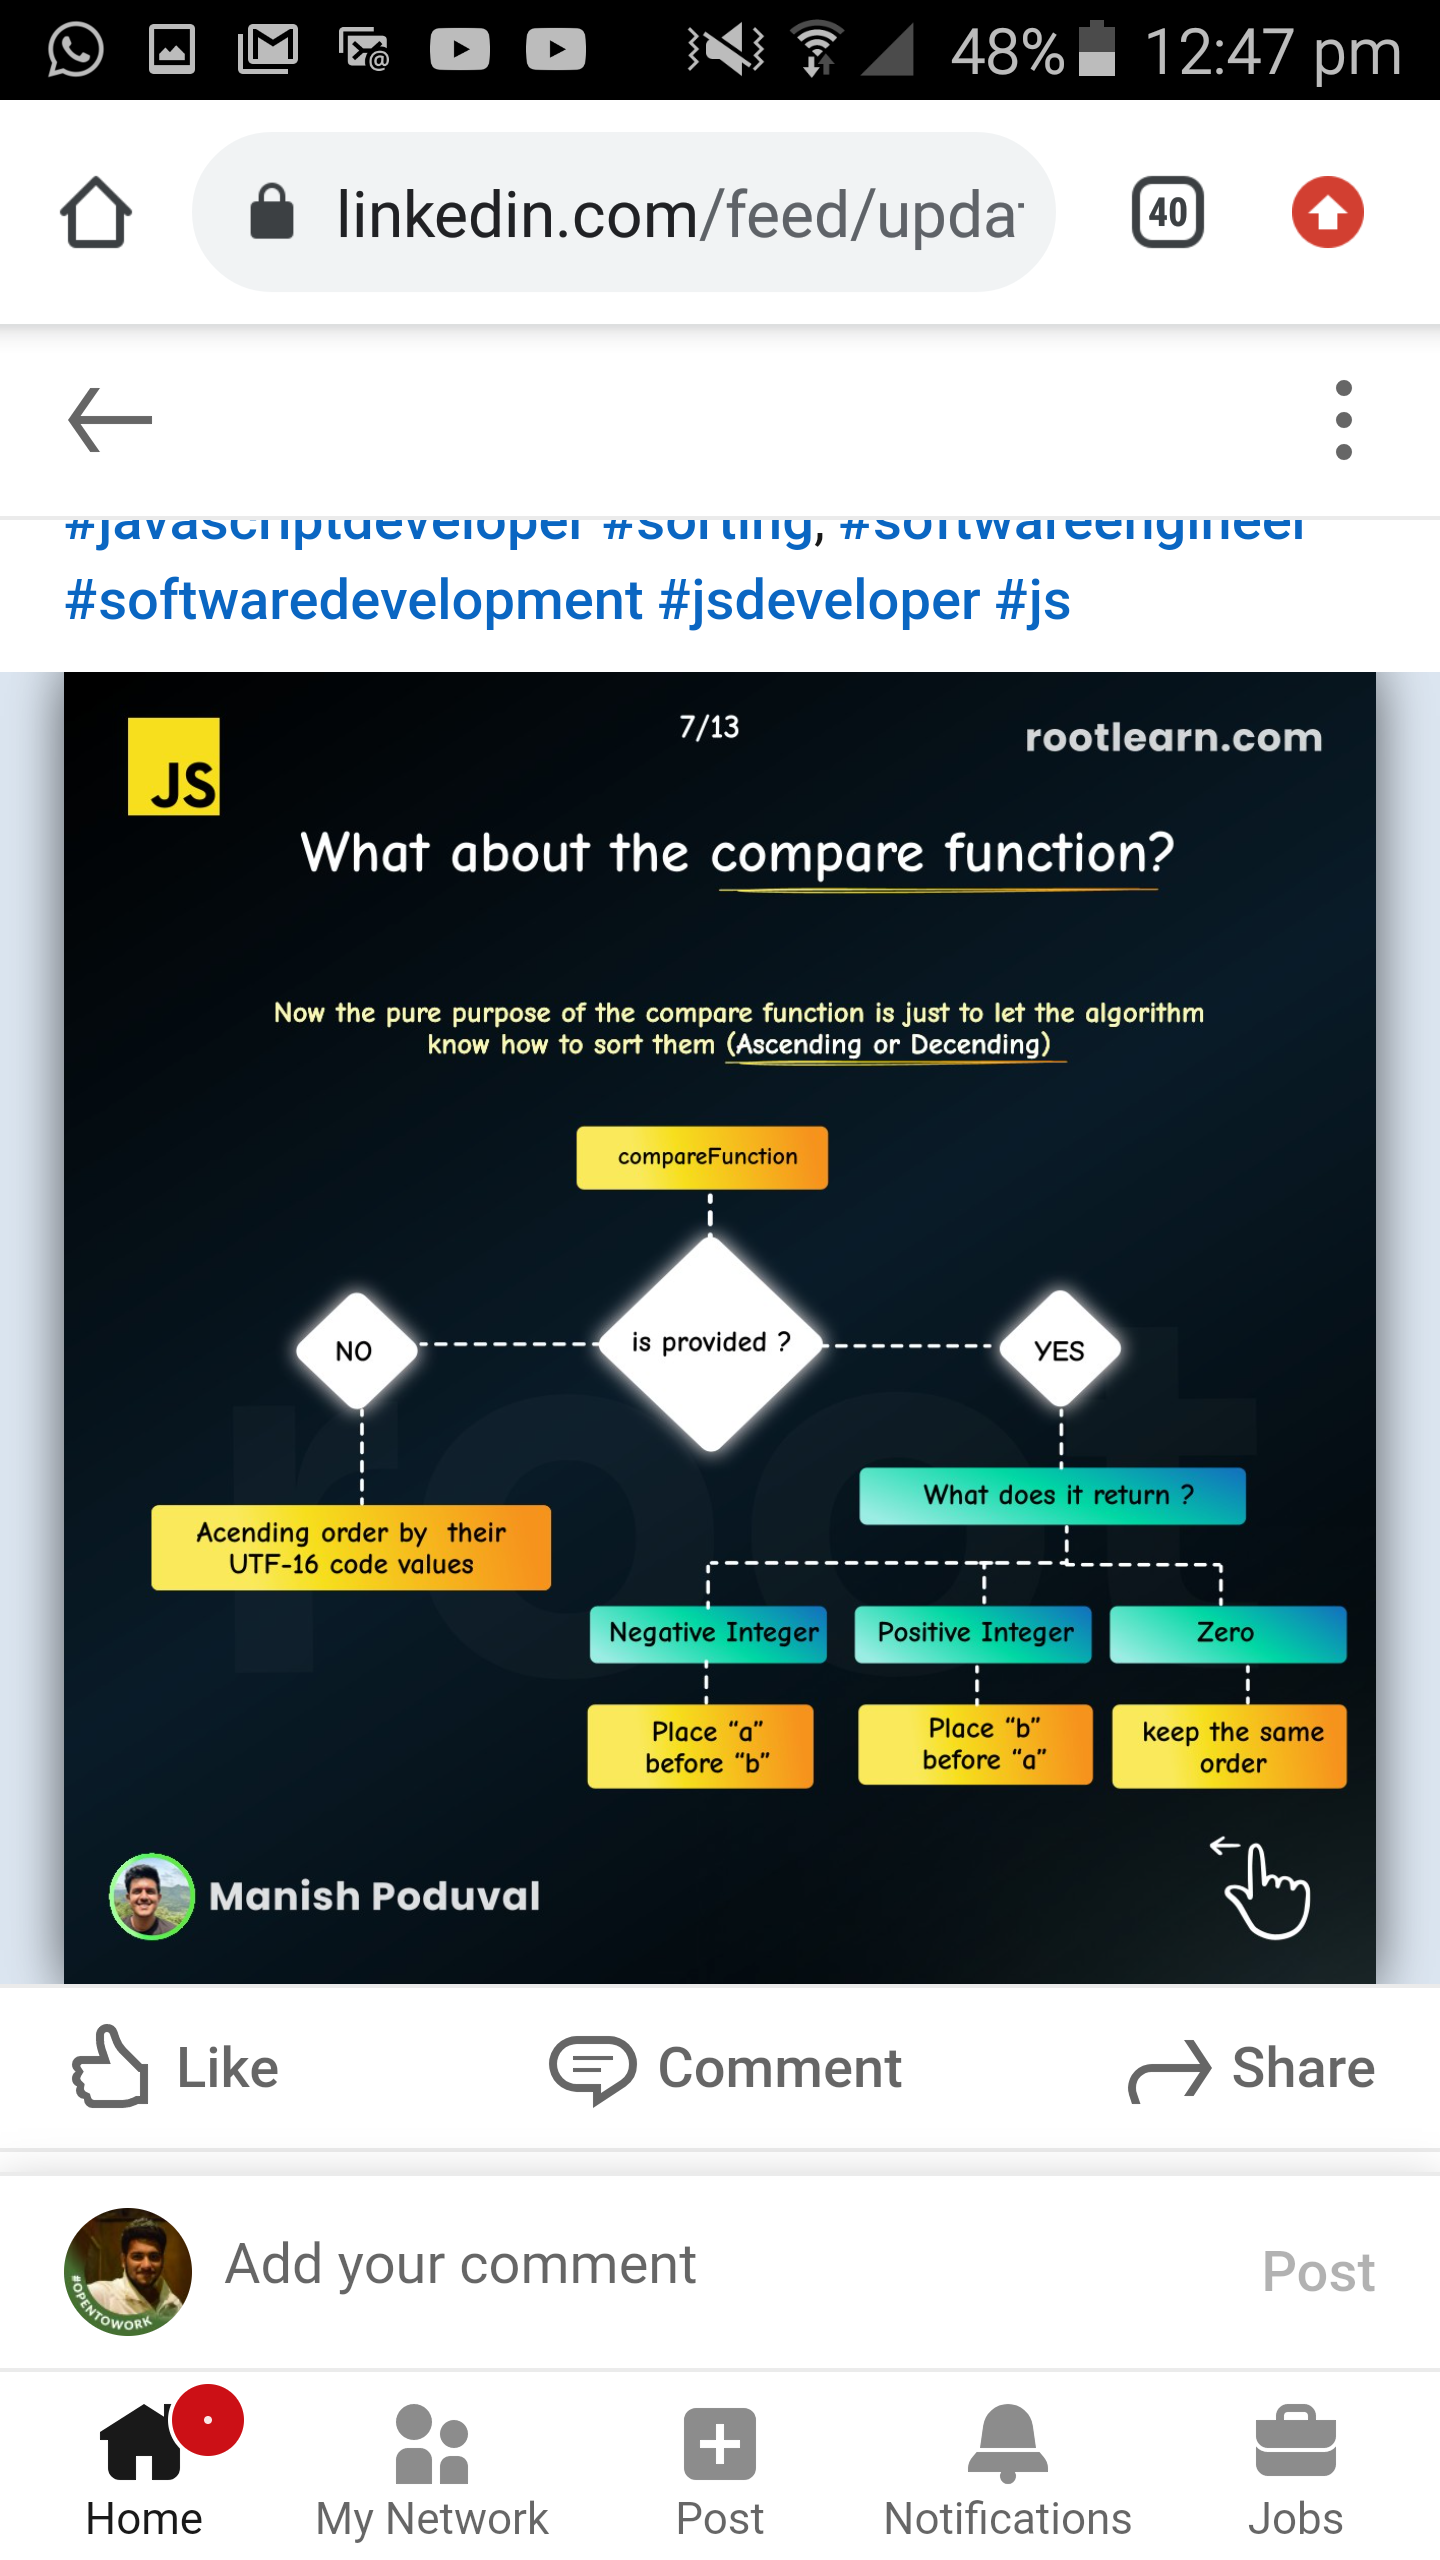 48% 12:47 pm
linkedin.com/feed/upda
40
#javascriptdeveloper #sorting, #softwareengineer
#softwaredevelopment #jsdeveloper #js
JS
7/13
rootlearn.com
What about the compare function?
Now the pure purpose of the compare function is just to let the algorithm
know how to sort them (Ascending or Decending)
compareFunction
NO
is provided ?
YES
What does it return ?
Acending order by their
UTF-16 code values
Negative Integer
Positive Integer
Zero
Place “a”
before “b”
Place “b”
before “a”
keep the same
order
root
Manish Poduval
Like
Comment
Share
#OPENTOWORK
Add your comment
Post
Home
My Network
Post
Notifications
Jobs